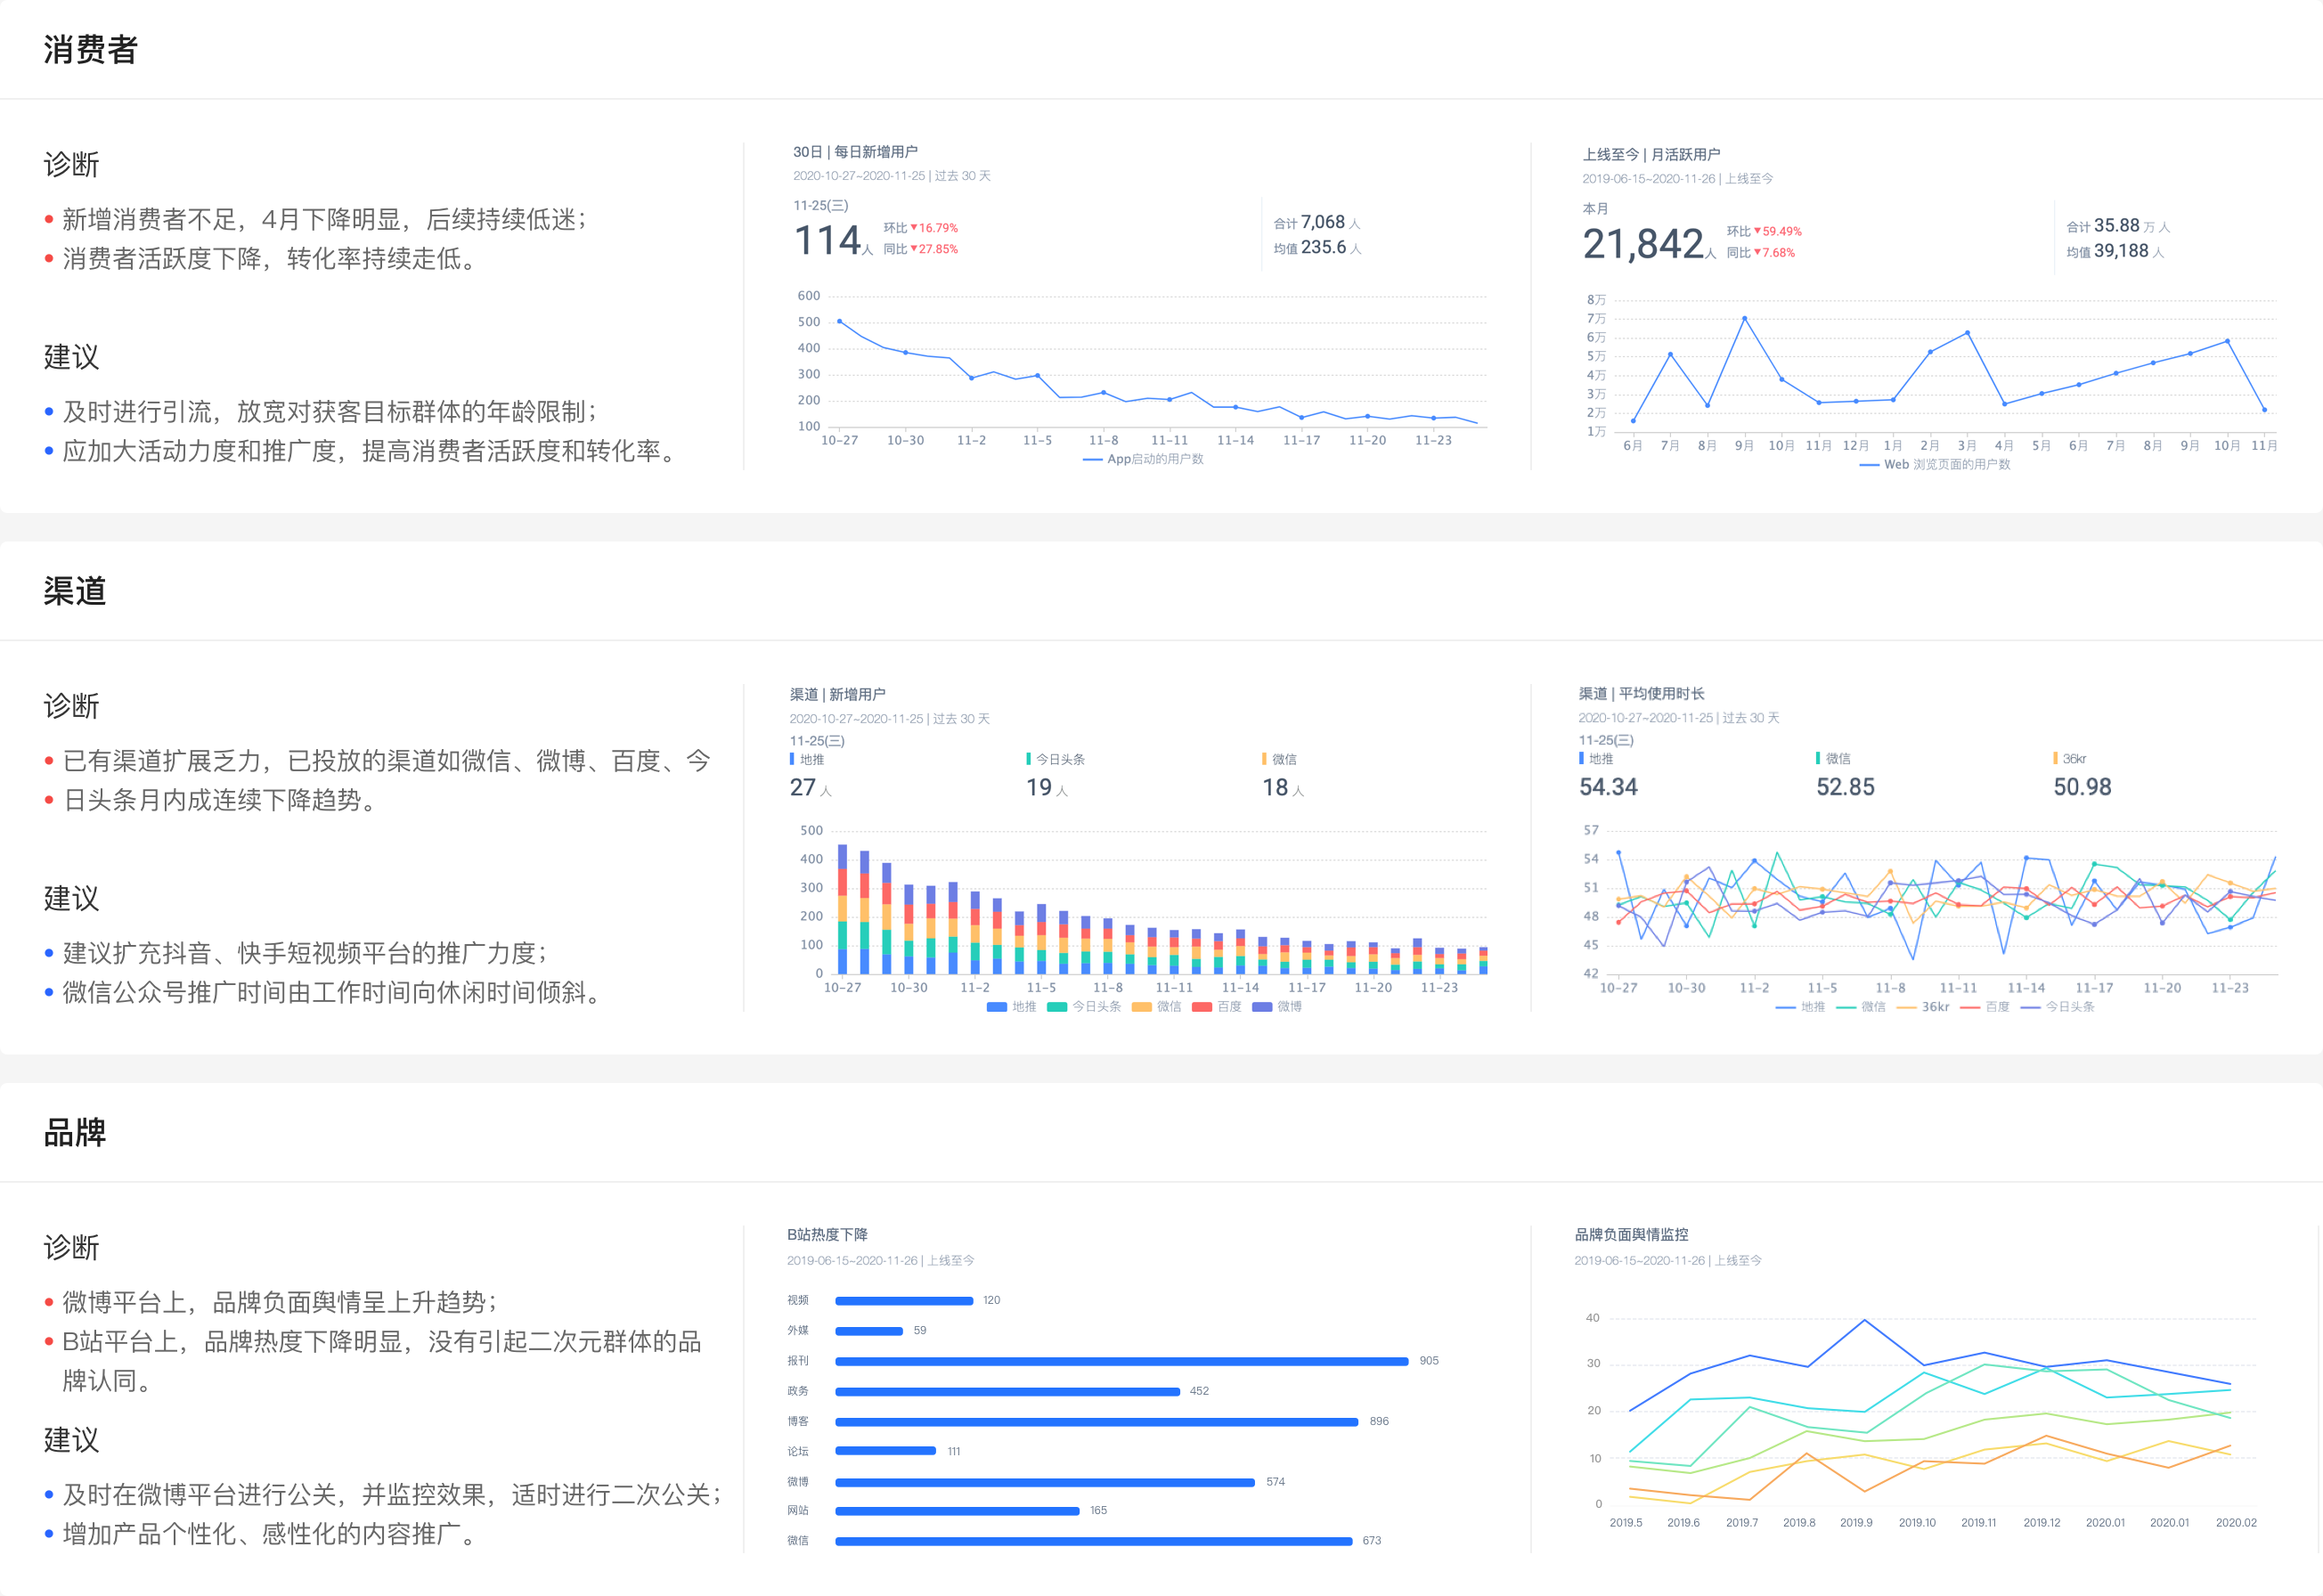 消费者
诊断
新增消费者不足，4月下降明显，后续持续低迷；
消费者活跃度下降，转化率持续走低。
建议
及时进行引流，放宽对获客目标群体的年龄限制；
应加大活动力度和推广度，提高消费者活跃度和转化率。
30日 | 每日新增用户
2020-10-27~2020-11-25 | 过去 30 天
11-25(三)
114人 环比 16.79%
同比 27.85%
合计 7,068 人
均值 235.6 人
600
500
400
300
200
100
10-27 10-30 11-2 11-5 11-8 11-11 11-14 11-17 11-20 11-23
App启动的用户数
上线至今 | 月活跃用户
2019-06-15~2020-11-26 | 上线至今
本月
21,842人 环比 59.49%
同比 7.68%
合计 35.88 万 人
均值 39,188 人
8万
7万
6万
5万
4万
3万
2万
1万
6月 7月 8月 9月 10月 11月 12月 1月 2月 3月 4月 5月 6月 7月 8月 9月 10月 11月
Web 浏览页面的用户数
渠道
诊断
已有渠道扩展乏力，已投放的渠道如微信、微博、百度、今
日头条月内成连续下降趋势。
建议
建议扩充抖音、快手短视频平台的推广力度；
微信公众号推广时间由工作时间向休闲时间倾斜。
渠道 | 新增用户
2020-10-27~2020-11-25 | 过去 30 天
11-25(三)
地推 今日头条 微信
27 人 19 人 18 人
500
400
300
200
100
0
10-27 10-30 11-2 11-5 11-8 11-11 11-14 11-17 11-20 11-23
地推 今日头条 微信 百度 微博
渠道 | 平均使用时长
2020-10-27~2020-11-25 | 过去 30 天
11-25(三)
地推 微信 36kr
54.34 52.85 50.98
57
54
51
48
45
42
10-27 10-30 11-2 11-5 11-8 11-11 11-14 11-17 11-20 11-23
地推 微信 36kr 百度 今日头条
品牌
诊断
微博平台上，品牌负面舆情呈上升趋势；
B站平台上，品牌热度下降明显，没有引起二次元群体的品
牌认同。
建议
及时在微博平台进行公关，并监控效果，适时进行二次公关；
增加产品个性化、感性化的内容推广。
B站热度下降
2019-06-15~2020-11-26 | 上线至今
视频 120
外媒 59
报刊 905
政务 452
博客 896
论坛 111
微博 574
网站 165
微信 673
品牌负面舆情监控
2019-06-15~2020-11-26 | 上线至今
40
30
20
10
0
2019.5 2019.6 2019.7 2019.8 2019.9 2019.10 2019.11 2019.12 2020.01 2020.01 2020.02